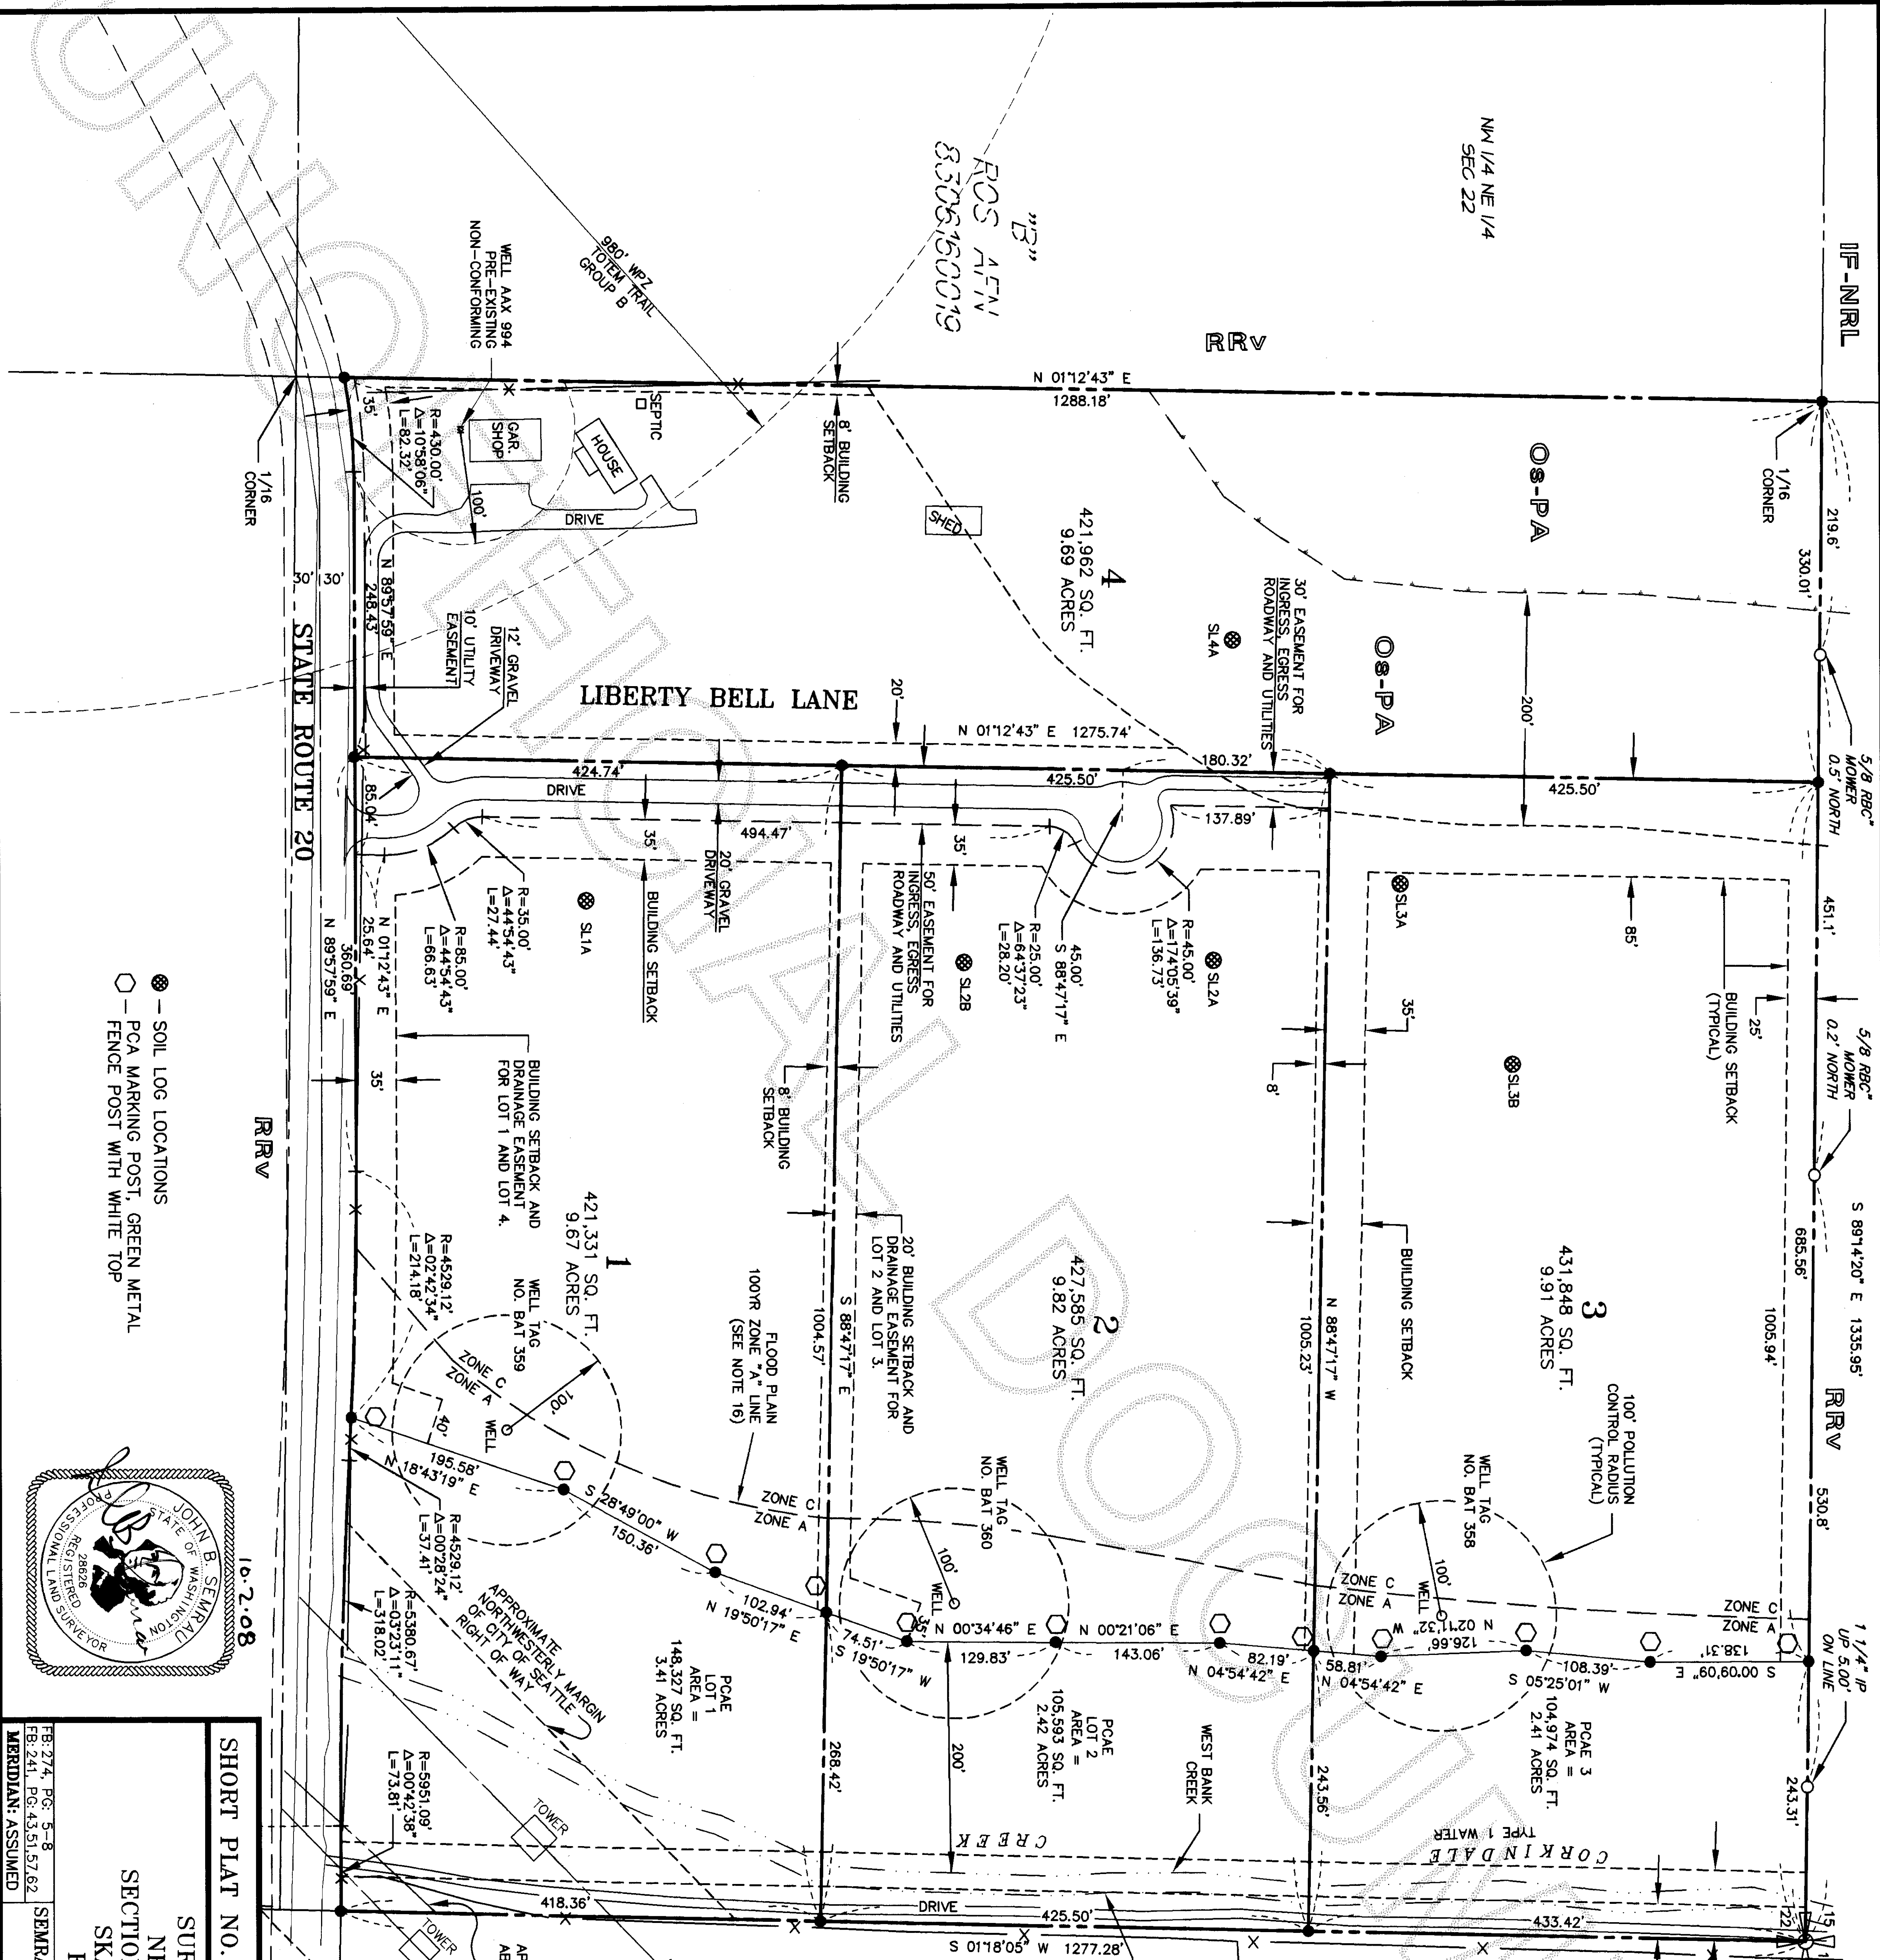 IF-NRL
NW 1/4 NE 1/4
SEC 22
"B"
ROS AFN
8306160019
RRv
N 01°12'43" E
1288.18'
1/16
CORNER
219.6'
330.01'
Os-PA
Os-PA
5/8 RBC"
MOWER
0.5' NORTH
451.1'
5/8 RBC"
MOWER
0.2' NORTH
S 89°14'20" E 1335.95'
685.56'
1005.94'
RRv
530.8'
1 1/4" IP
UP 5.00'
ON LINE
243.31'
15'
22'
980' WPZ
TOTEM TRAIL
GROUP B
WELL AAX 994
PRE-EXISTING
NON-CONFORMING
8' BUILDING
SETBACK
SEPTIC
HOUSE
GAR.
SHOP
SHED
35'
R=430.00'
Δ=10°58'06"
L=82.32'
100'
DRIVE
1/16
CORNER
N 89°57'59" E
248.43'
30'
30'
STATE ROUTE 20
10' UTILITY
EASEMENT
12' GRAVEL
DRIVEWAY
LIBERTY BELL LANE
4
421,962 SQ. FT.
9.69 ACRES
SL4A
30' EASEMENT FOR
INGRESS, EGRESS
ROADWAY AND UTILITIES
200'
20'
N 01°12'43" E 1275.74'
180.32'
424.74'
425.50'
425.50'
DRIVE
85.04'
494.47'
137.89'
35'
35'
20' GRAVEL
DRIVEWAY
50' EASEMENT FOR
INGRESS, EGRESS
ROADWAY AND UTILITIES
BUILDING SETBACK
R=35.00'
Δ=44°54'43"
L=27.44'
R=85.00'
Δ=44°54'43"
L=66.63'
N 01°12'43" E
25.64'
360.69'
N 89°57'59" E
SL1A
SL2B
SL2A
SL3A
SL3B
45.00'
S 88°47'17" E
R=25.00'
Δ=64°37'23"
L=28.20'
R=45.00'
Δ=174°05'39"
L=136.73'
85'
25'
BUILDING SETBACK
(TYPICAL)
35'
8'
35'
BUILDING SETBACK AND
DRAINAGE EASEMENT
FOR LOT 1 AND LOT 4.
8' BUILDING
SETBACK
20' BUILDING SETBACK AND
DRAINAGE EASEMENT FOR
LOT 2 AND LOT 3.
BUILDING SETBACK
SOIL LOG LOCATIONS
PCA MARKING POST, GREEN METAL
FENCE POST WITH WHITE TOP
RRv
1
421,331 SQ. FT.
9.67 ACRES
2
427,585 SQ. FT.
9.82 ACRES
3
431,848 SQ. FT.
9.91 ACRES
R=4529.12'
Δ=02°42'34"
L=214.18'
WELL TAG
NO. BAT 359
FLOOD PLAIN
100YR ZONE "A" LINE
(SEE NOTE 16)
S 88°47'17" E
1004.57'
N 88°47'17" W
1005.23'
100' POLLUTION
CONTROL RADIUS
(TYPICAL)
WELL TAG
NO. BAT 360
WELL TAG
NO. BAT 358
ZONE C
ZONE A
ZONE C
ZONE A
ZONE C
ZONE A
ZONE C
ZONE A
100'
WELL
100'
WELL
100'
WELL
40'
35'
195.58'
N 18°43'19" E
S 28°49'00" W
150.36'
102.94'
N 19°50'17" E
74.51'
S 19°50'17" W
N 00°34'46" E
129.83'
N 00°21'06" E
143.06'
82.19'
N 04°54'42" E
58.81'
N 04°54'42" E
N 02°11'32" W
126.66'
108.39'
S 05°25'01" W
S 00°09'09" E
138.31'
R=4529.12'
Δ=00°28'24"
L=37.41'
R=5380.67'
Δ=03°23'11"
L=318.02'
APPROXIMATE
NORTHWESTERLY MARGIN
OF CITY OF SEATTLE
RIGHT OF WAY
PCAE
LOT 1
AREA =
148,327 SQ. FT.
3.41 ACRES
PCAE
LOT 2
AREA =
105,593 SQ. FT.
2.42 ACRES
PCAE 3
AREA =
104,974 SQ. FT.
2.41 ACRES
200'
WEST BANK
CREEK
268.42'
243.56'
R=5951.09'
Δ=00°42'38"
L=73.81'
TOWER
TOWER
CORKINDALE
CREEK
TYPE 1 WATER
DRIVE
418.36'
425.50'
433.42'
S 01°18'05" W 1277.28'
10.2.08
JOHN B. SEMRAU
STATE OF WASHINGTON
28626
REGISTERED
PROFESSIONAL LAND SURVEYOR
SHORT PLAT NO.
SUR
NE
SECTION
SKA
FB: 274, PG: 5-8
FB: 241, PG: 43,51,57,62
MERIDIAN: ASSUMED
SEMRA
UNOFFICIAL DOCUM